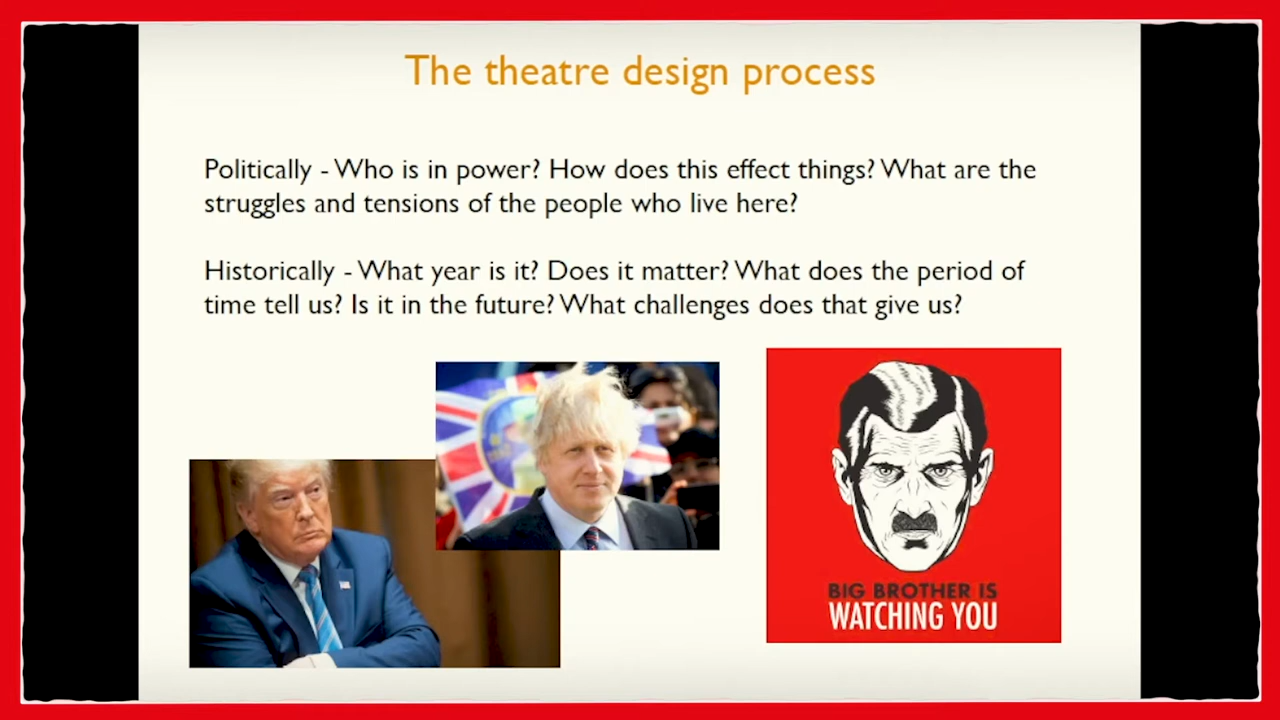 The theatre design process
Politically - Who is in power? How does this effect things? What are the
struggles and tensions of the people who live here?
Historically - What year is it? Does it matter? What does the period of
time tell us? Is it in the future? What challenges does that give us?
BIG BROTHER IS
WATCHING YOU